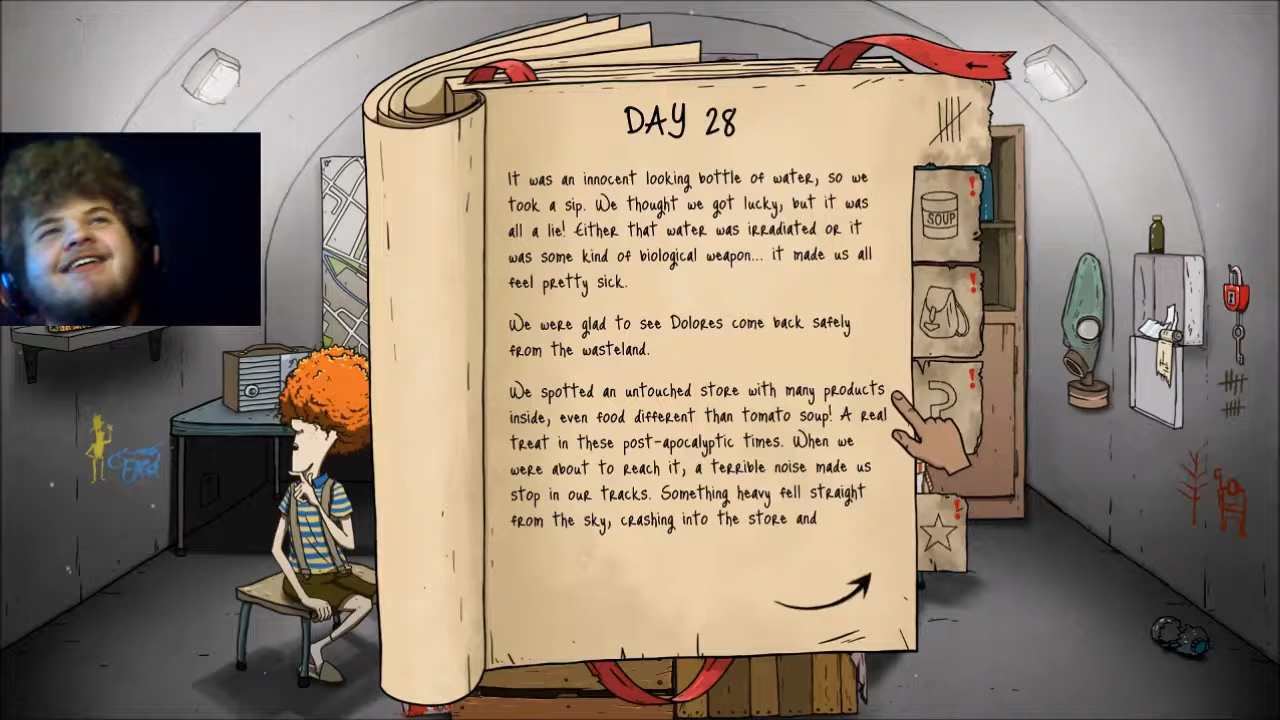 DAY 28
It was an innocent looking bottle of water, so we
took a sip. We thought we got lucky, but it was
all a lie! Either that water was irradiated or it
was some kind of biological weapon... it made us all
feel pretty sick.
We were glad to see Dolores come back safely
from the wasteland.
We spotted an untouched store with many products
inside, even food different than tomato soup! A real
treat in these post-apocalyptic times. When we
were about to reach it, a terrible noise made us
stop in our tracks. Something heavy fell straight
from the sky, crashing into the store and
SOUP
!
!
!
!